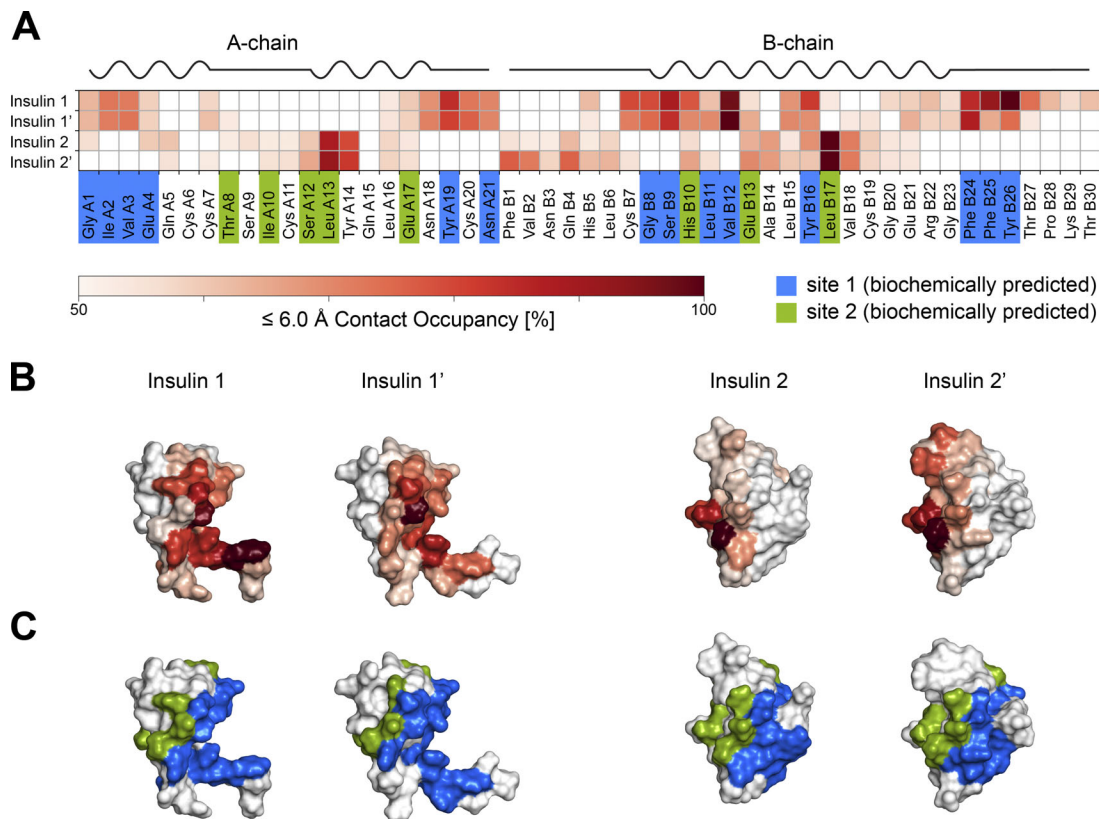 A
A-chain B-chain
Insulin 1
Insulin 1’
Insulin 2
Insulin 2’
Gly A1
Ile A2
Val A3
Glu A4
Gln A5
Cys A6
Cys A7
Thr A8
Ser A9
Ile A10
Cys A11
Ser A12
Leu A13
Tyr A14
Gln A15
Leu A16
Glu A17
Asn A18
Tyr A19
Cys A20
Asn A21
Phe B1
Val B2
Asn B3
Gln B4
His B5
Leu B6
Cys B7
Gly B8
Ser B9
His B10
Leu B11
Val B12
Glu B13
Ala B14
Leu B15
Tyr B16
Leu B17
Val B18
Cys B19
Gly B20
Glu B21
Arg B22
Gly B23
Phe B24
Phe B25
Tyr B26
Thr B27
Pro B28
Lys B29
Thr B30
50 100
≤ 6.0 Å Contact Occupancy [%]
site 1 (biochemically predicted)
site 2 (biochemically predicted)
B
Insulin 1 Insulin 1’ Insulin 2 Insulin 2’
C